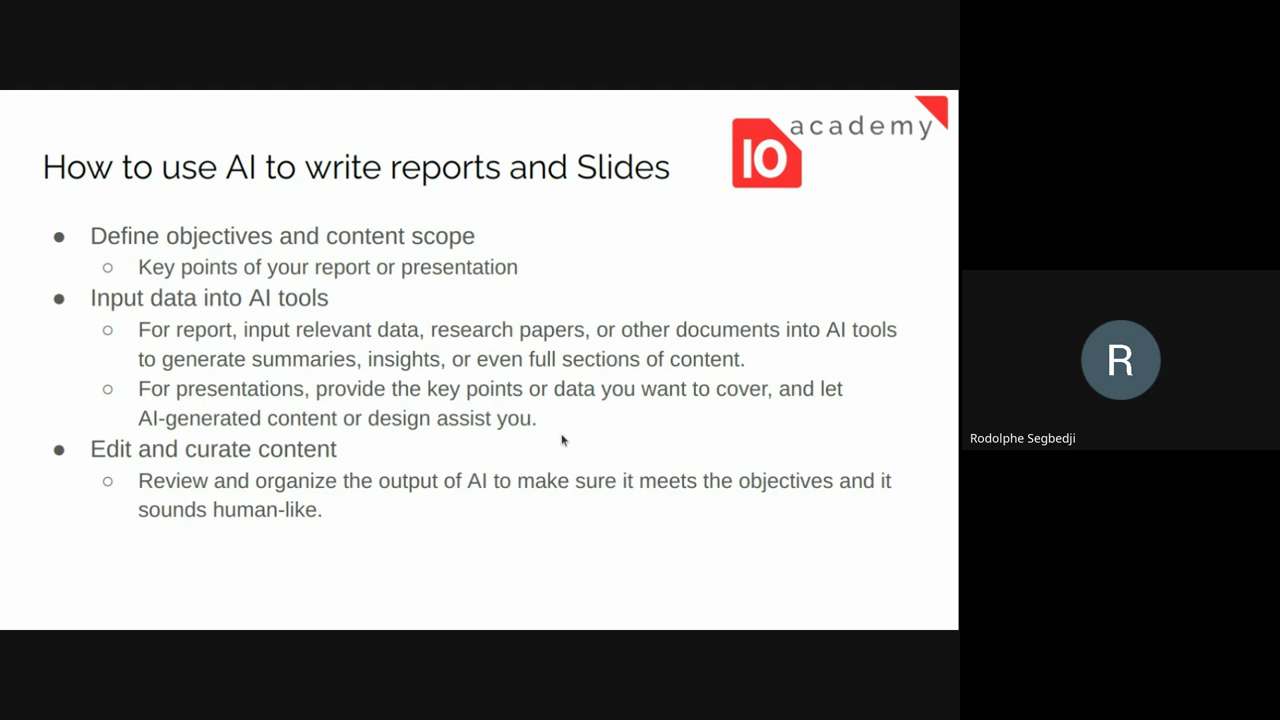 academy
10
How to use AI to write reports and Slides
● Define objectives and content scope
○ Key points of your report or presentation
● Input data into AI tools
○ For report, input relevant data, research papers, or other documents into AI tools
to generate summaries, insights, or even full sections of content.
○ For presentations, provide the key points or data you want to cover, and let
AI-generated content or design assist you.
● Edit and curate content
○ Review and organize the output of AI to make sure it meets the objectives and it
sounds human-like.
R
Rodolphe Segbedji